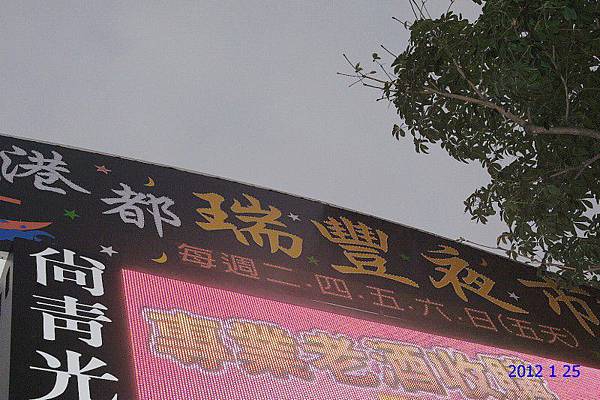 港都瑞豐夜市
每週二.四.五.六.日(五天)
尚青光
專業老酒收購
2012 1 25